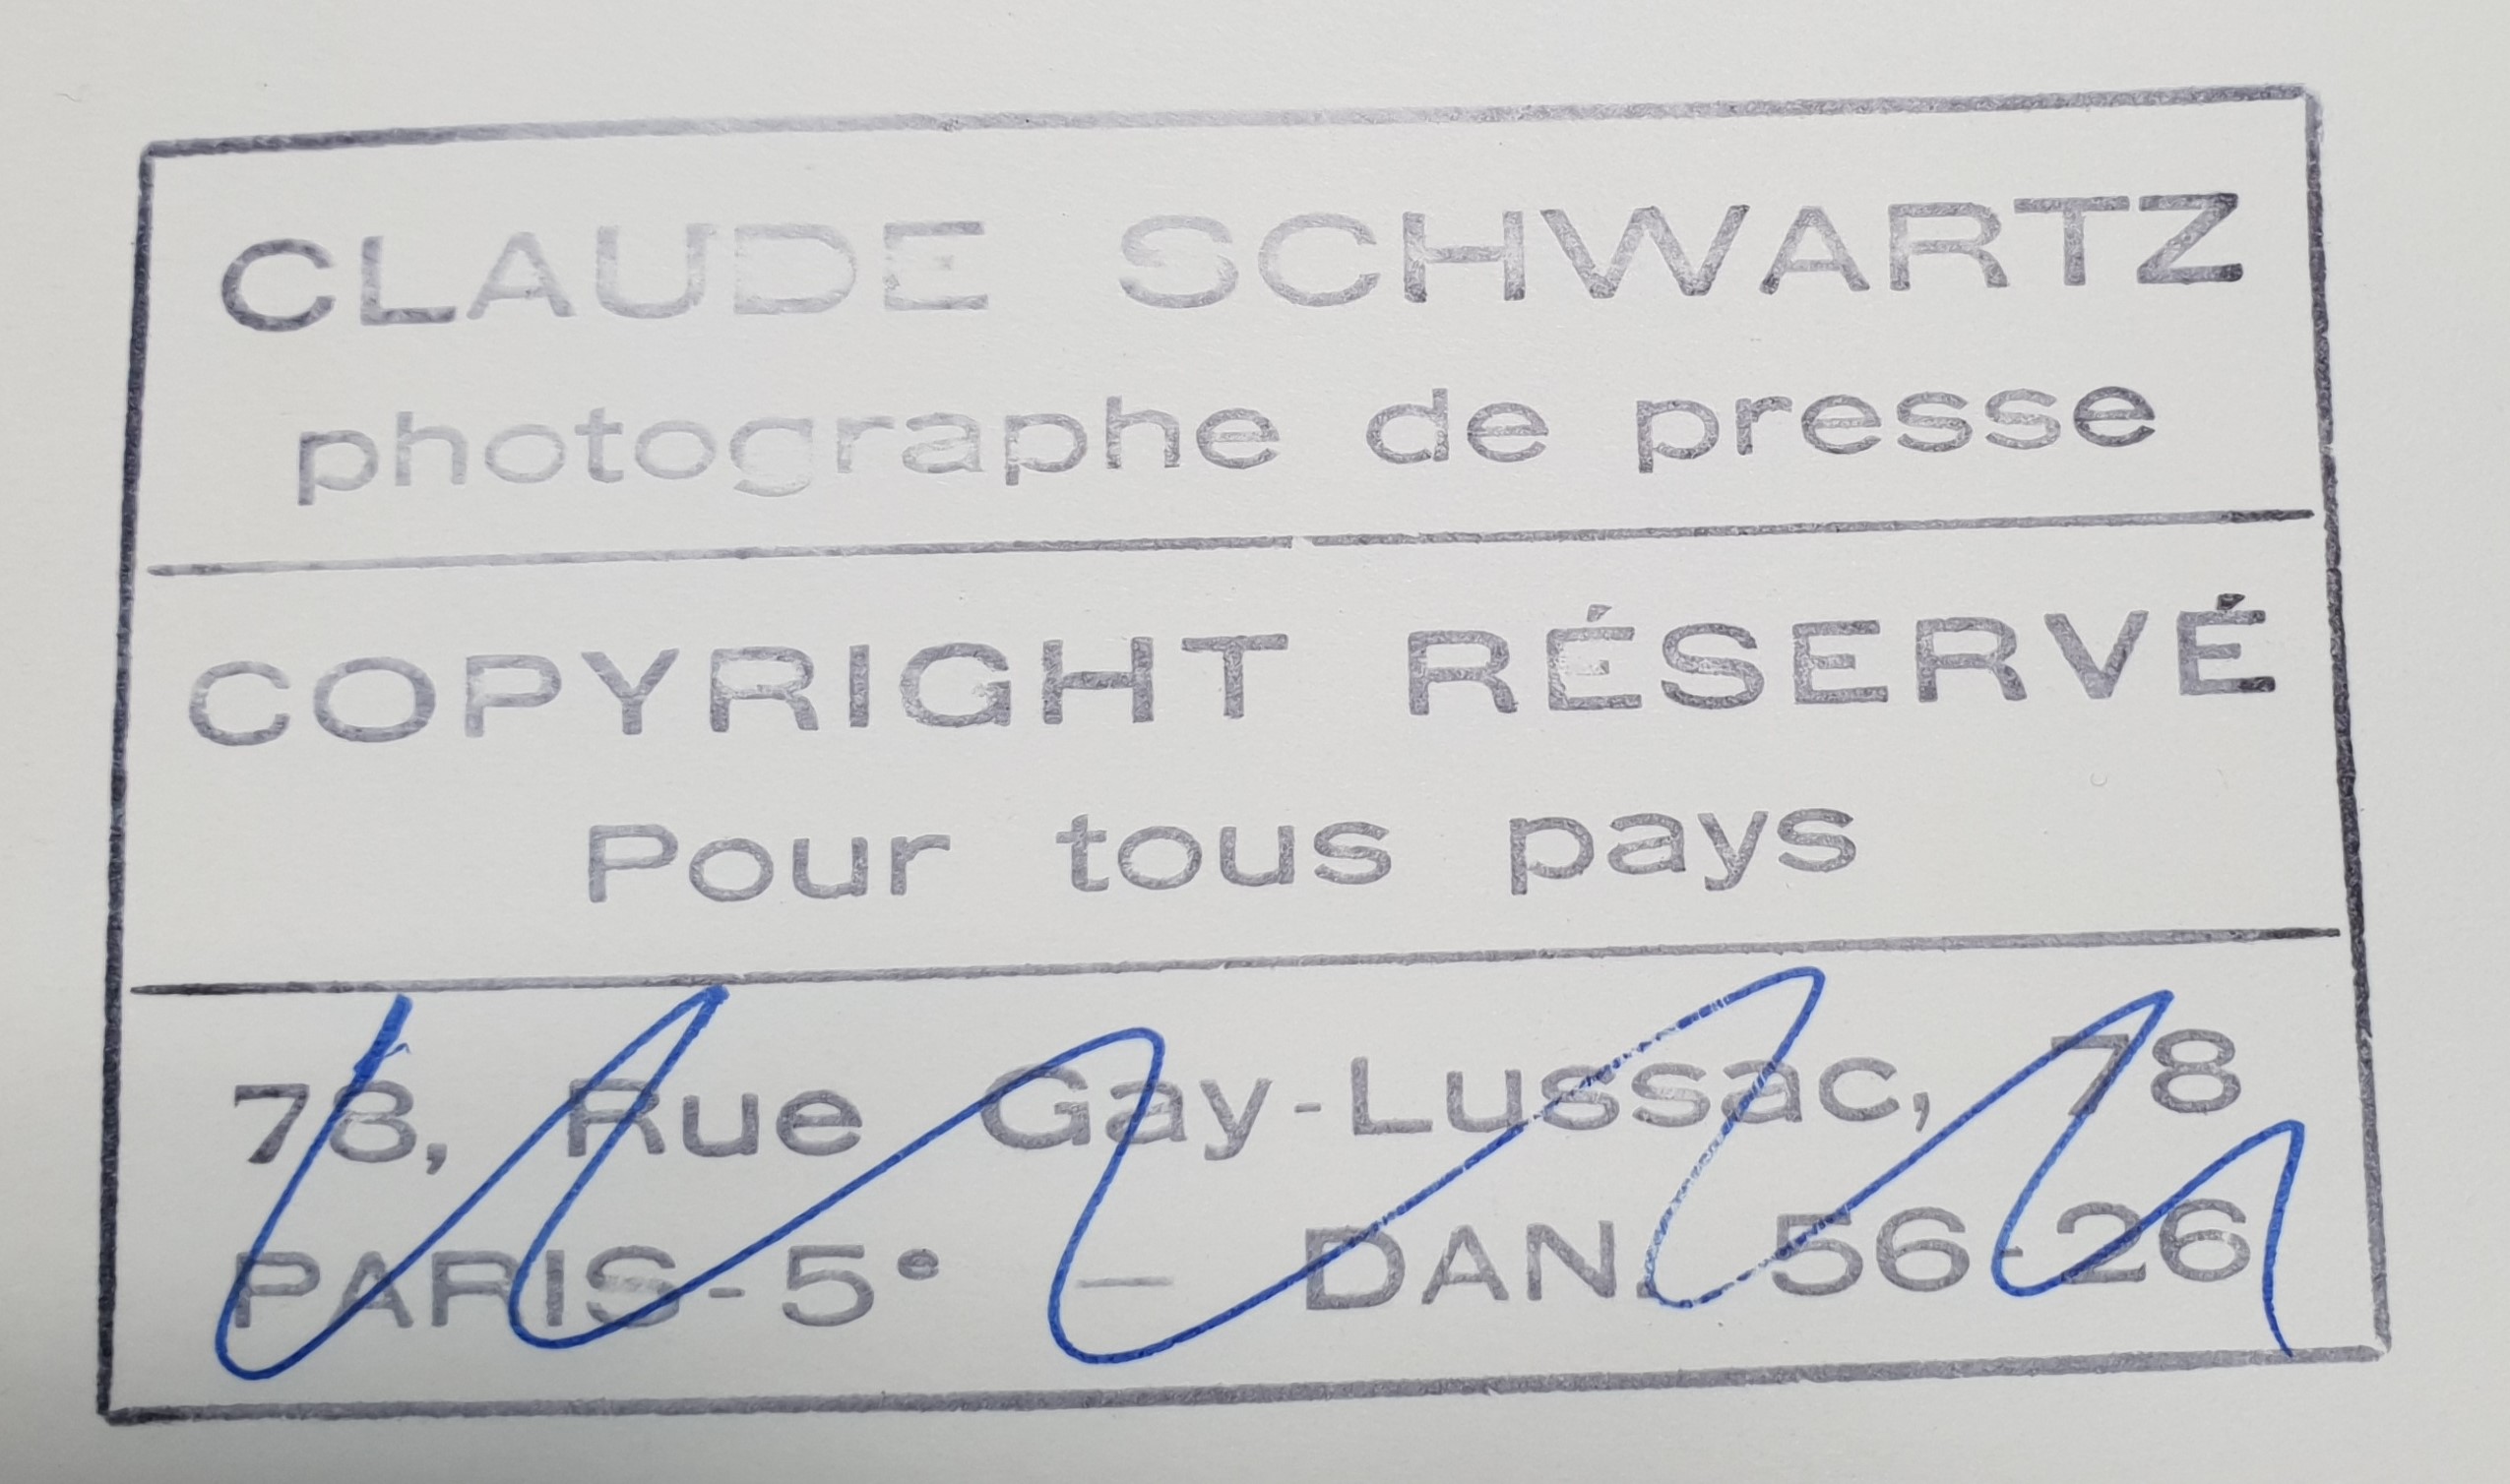 CLAUDE SCHWARTZ
photographe de presse
COPYRIGHT RÉSERVÉ
Pour tous pays
78, Rue Gay-Lussac, 78
PARIS-5e — DAN. 56-26